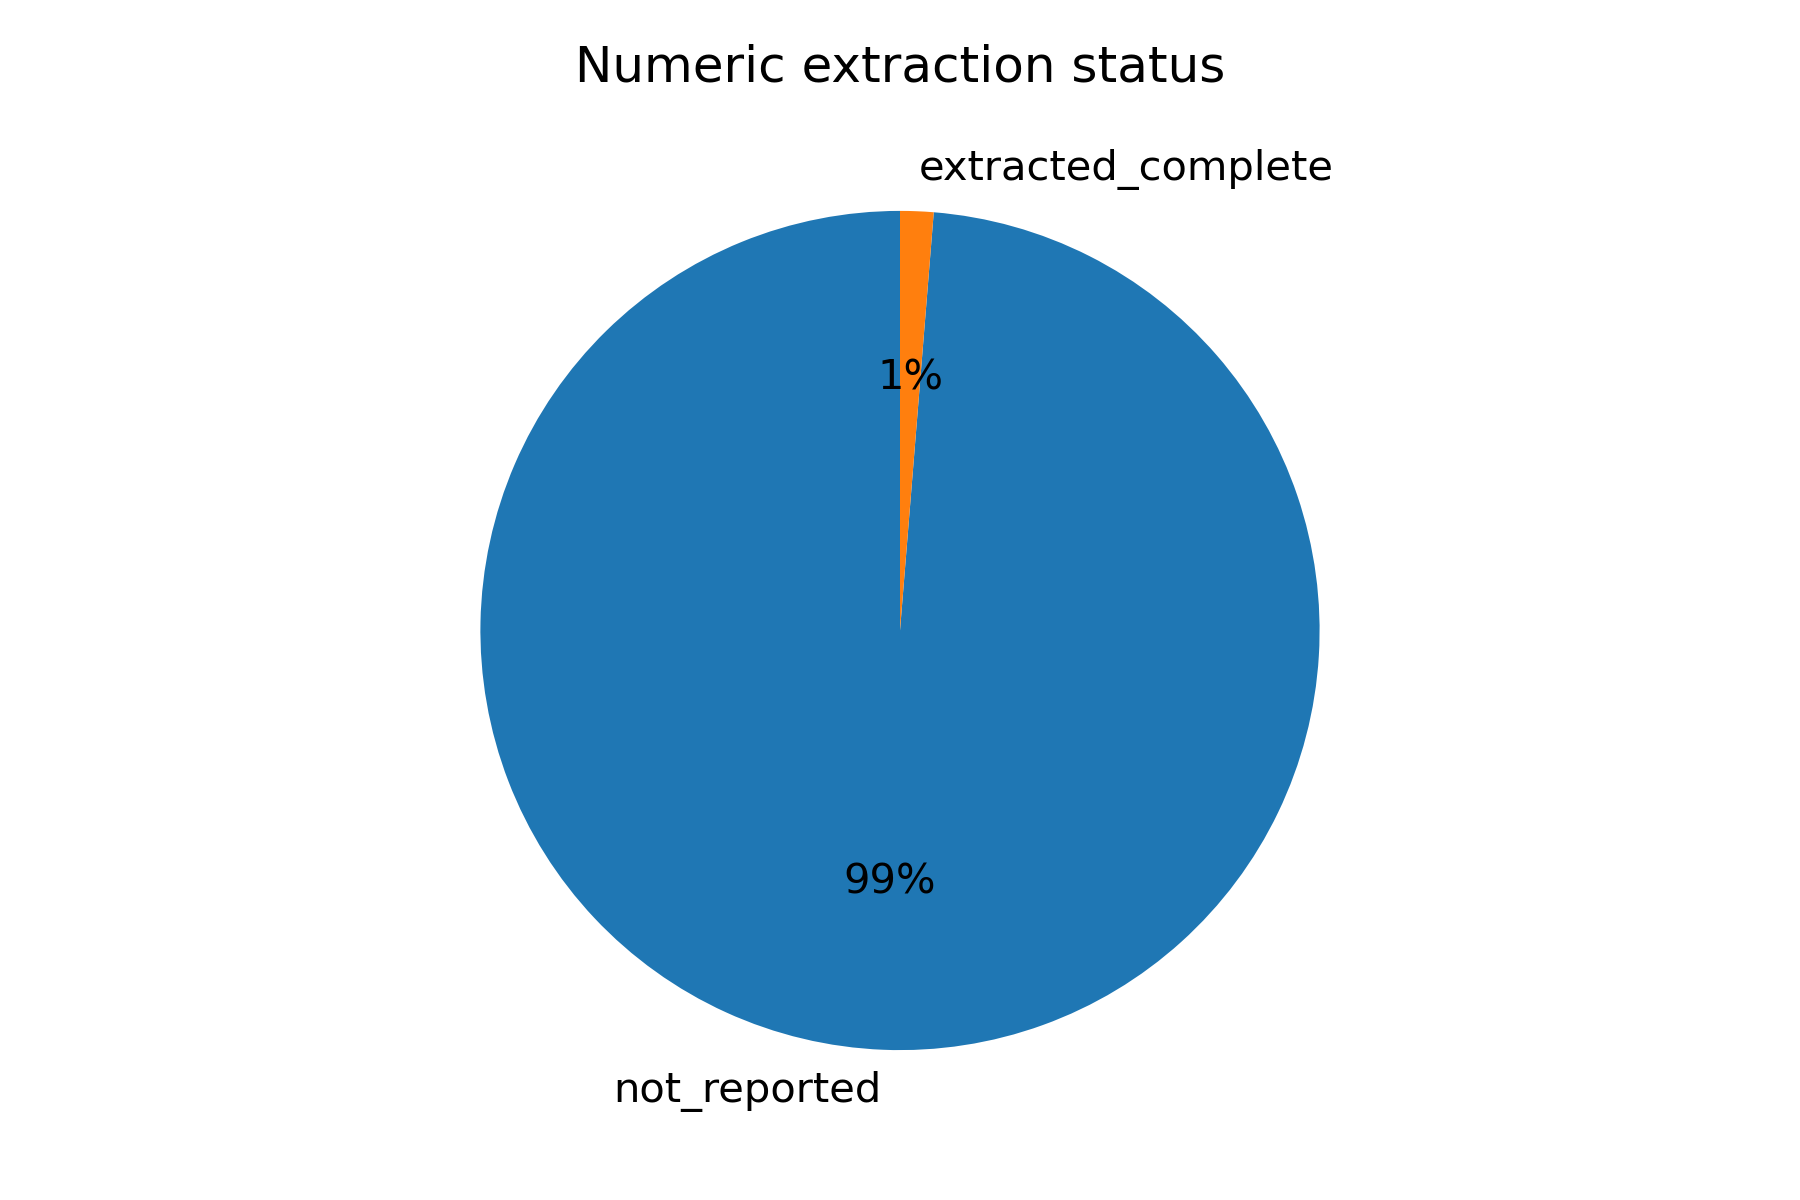 Numeric extraction status
extracted_complete
1%
99%
not_reported